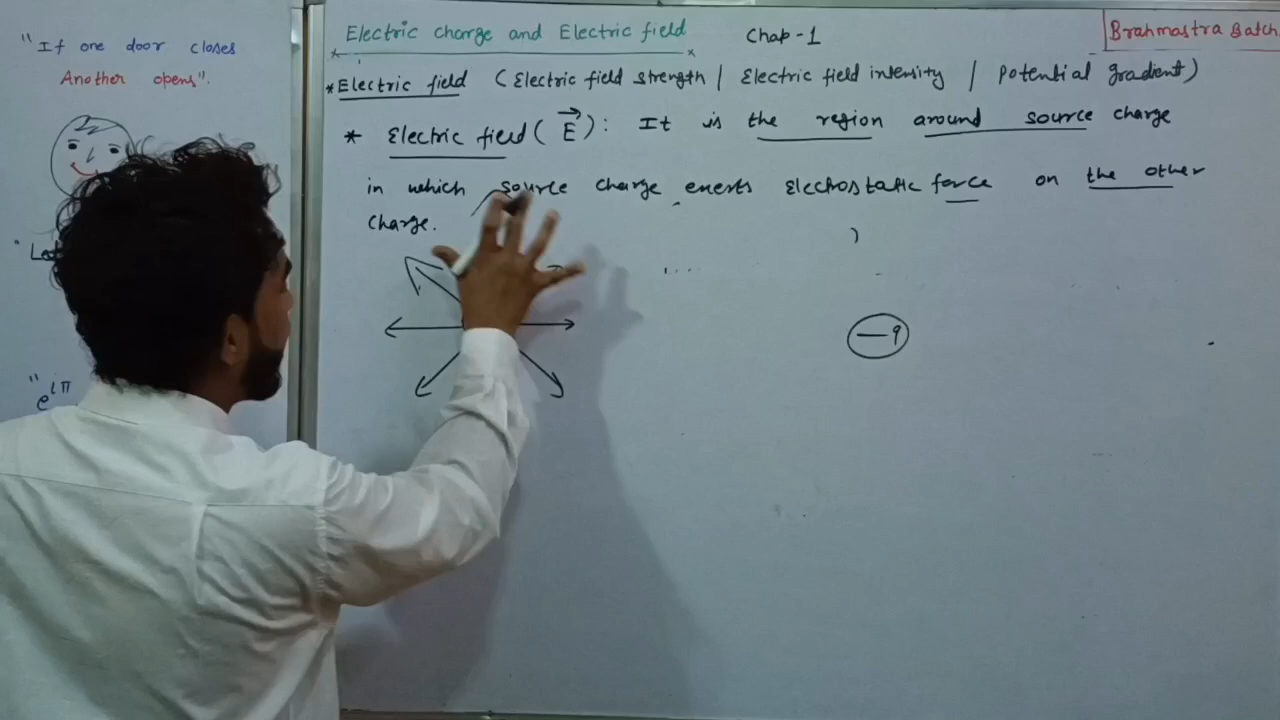 "If one door closes
Another opens".
Electric charge and Electric field Chap-1
Brahmastra Batch
*Electric field (Electric field strength / Electric field intensity / potential gradient)
* Electric field (E): It is the region around source charge
in which source charge exerts Electrostatic force on the other
charge.
−q
"e^iπ